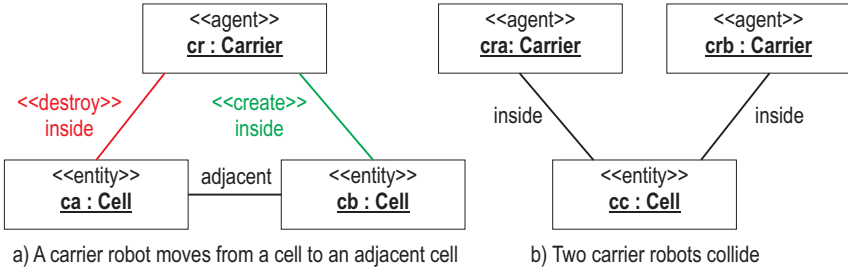 <<agent>>
cr : Carrier
<<destroy>>
inside
<<create>>
inside
<<entity>>
ca : Cell
adjacent
<<entity>>
cb : Cell
a) A carrier robot moves from a cell to an adjacent cell
<<agent>>
cra: Carrier
<<agent>>
crb : Carrier
inside
inside
<<entity>>
cc : Cell
b) Two carrier robots collide